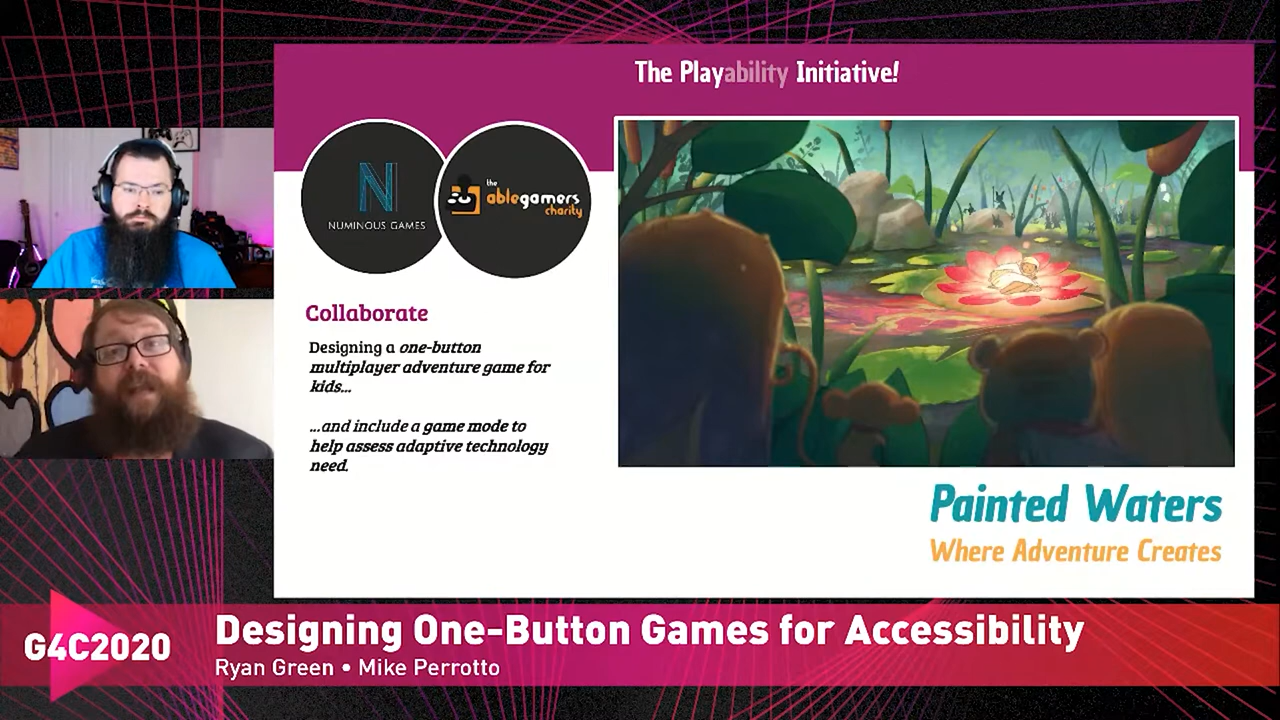 The Playability Initiative!
N
NUMINOUS GAMES
the
ablegamers
charity
Collaborate
Designing a one-button
multiplayer adventure game for
kids...
...and include a game mode to
help assess adaptive technology
need.
Painted Waters
Where Adventure Creates
G4C2020
Designing One-Button Games for Accessibility
Ryan Green • Mike Perrotto